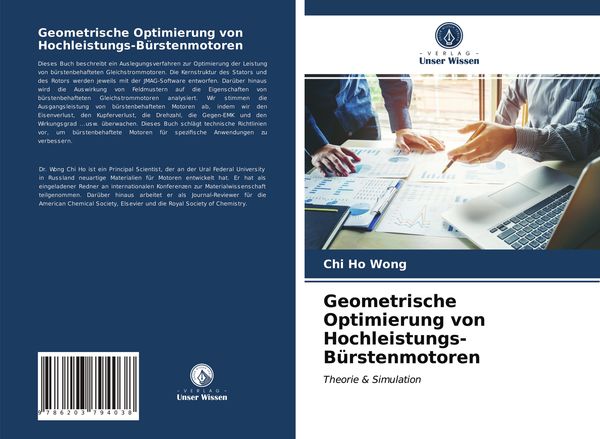 Geometrische Optimierung von
Hochleistungs-Bürstenmotoren
Dieses Buch beschreibt ein Auslegungsverfahren zur Optimierung der Leistung
von bürstenbehafteten Gleichstrommotoren. Die Kernstruktur des Stators und
des Rotors werden jeweils mit der JMAG-Software entworfen. Darüber hinaus
wird die Auswirkung von Feldmustern auf die Eigenschaften von
bürstenbehafteten Gleichstrommotoren analysiert. Wir stimmen die
Ausgangsleistung von bürstenbehafteten Motoren ab, indem wir den
Eisenverlust, den Kupferverlust, die Drehzahl, die Gegen-EMK und den
Wirkungsgrad ...usw. überwachen. Dieses Buch schlägt technische Richtlinien
vor, um bürstenbehaftete Motoren für spezifische Anwendungen zu
verbessern.
Dr. Wong Chi Ho ist ein Principal Scientist, der an der Ural Federal University
in Russland neuartige Materialien für Motoren entwickelt hat. Er hat als
eingeladener Redner an internationalen Konferenzen zur Materialwissenschaft
teilgenommen. Darüber hinaus arbeitet er als Journal-Reviewer für die
American Chemical Society, Elsevier und die Royal Society of Chemistry.
9 786203 794038
VERLAG
Unser Wissen
VERLAG
Unser Wissen
Chi Ho Wong
Geometrische
Optimierung von
Hochleistungs-
Bürstenmotoren
Theorie & Simulation